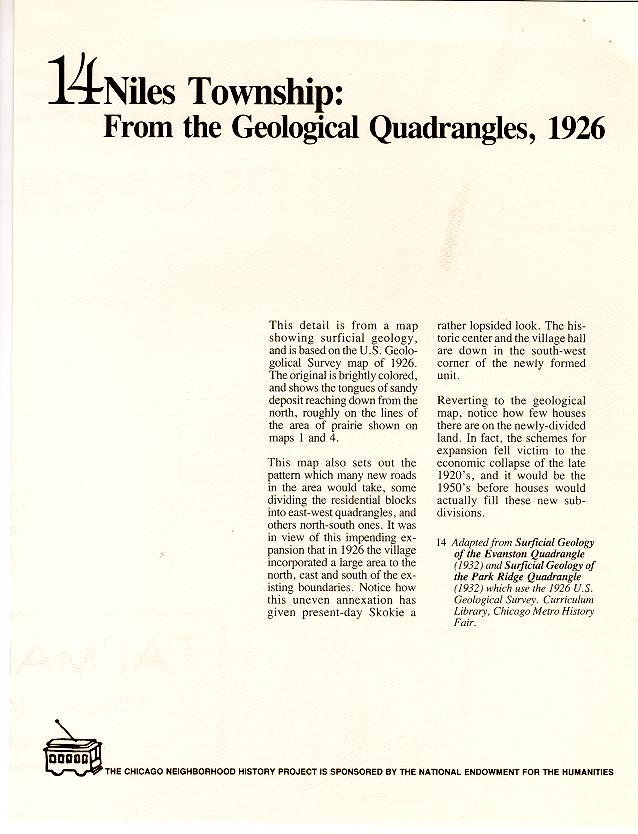 14 Niles Township:
From the Geological Quadrangles, 1926
This detail is from a map
showing surficial geology,
and is based on the U.S. Geolo-
golical Survey map of 1926.
The original is brightly colored,
and shows the tongues of sandy
deposit reaching down from the
north, roughly on the lines of
the area of prairie shown on
maps 1 and 4.
This map also sets out the
pattern which many new roads
in the area would take, some
dividing the residential blocks
into east-west quadrangles, and
others north-south ones. It was
in view of this impending ex-
pansion that in 1926 the village
incorporated a large area to the
north, east and south of the ex-
isting boundaries. Notice how
this uneven annexation has
given present-day Skokie a
rather lopsided look. The his-
toric center and the village hall
are down in the south-west
corner of the newly formed
unit.
Reverting to the geological
map, notice how few houses
there are on the newly-divided
land. In fact, the schemes for
expansion fell victim to the
economic collapse of the late
1920's, and it would be the
1950's before houses would
actually fill these new sub-
divisions.
14 Adapted from Surficial Geology
of the Evanston Quadrangle
(1932) and Surficial Geology of
the Park Ridge Quadrangle
(1932) which use the 1926 U.S.
Geological Survey. Curriculum
Library, Chicago Metro History
Fair.
THE CHICAGO NEIGHBORHOOD HISTORY PROJECT IS SPONSORED BY THE NATIONAL ENDOWMENT FOR THE HUMANITIES